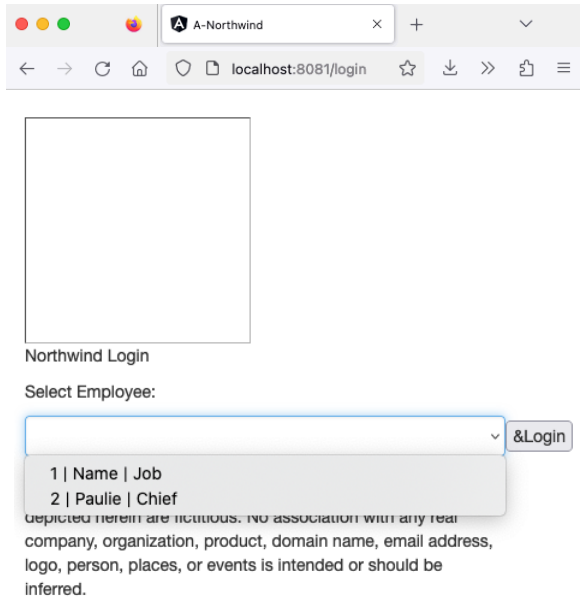 A-Northwind
localhost:8081/login
Northwind Login
Select Employee:
&Login
1 | Name | Job
2 | Paulie | Chief
depicted herein are fictitious. No association with any real
company, organization, product, domain name, email address,
logo, person, places, or events is intended or should be
inferred.